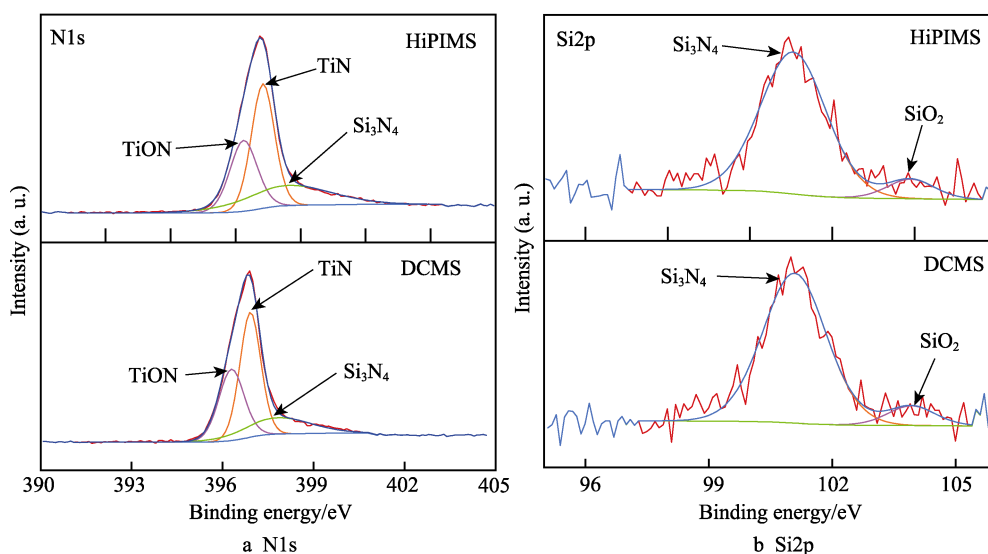 N1s
HiPIMS
TiN
Si₃N₄
TiON
DCMS
TiN
TiON
Si₃N₄
Intensity (a. u.)
390 393 396 399 402 405
Binding energy/eV
a N1s
Si2p
HiPIMS
Si₃N₄
SiO₂
DCMS
Si₃N₄
SiO₂
Intensity (a. u.)
96 99 102 105
Binding energy/eV
b Si2p